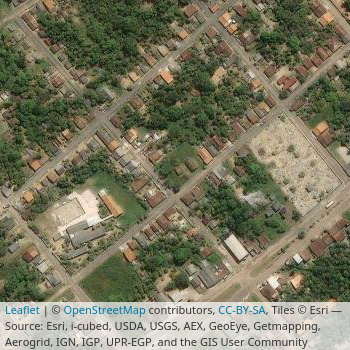 Leaflet | © OpenStreetMap contributors, CC-BY-SA, Tiles © Esri —
Source: Esri, i-cubed, USDA, USGS, AEX, GeoEye, Getmapping,
Aerogrid, IGN, IGP, UPR-EGP, and the GIS User Community